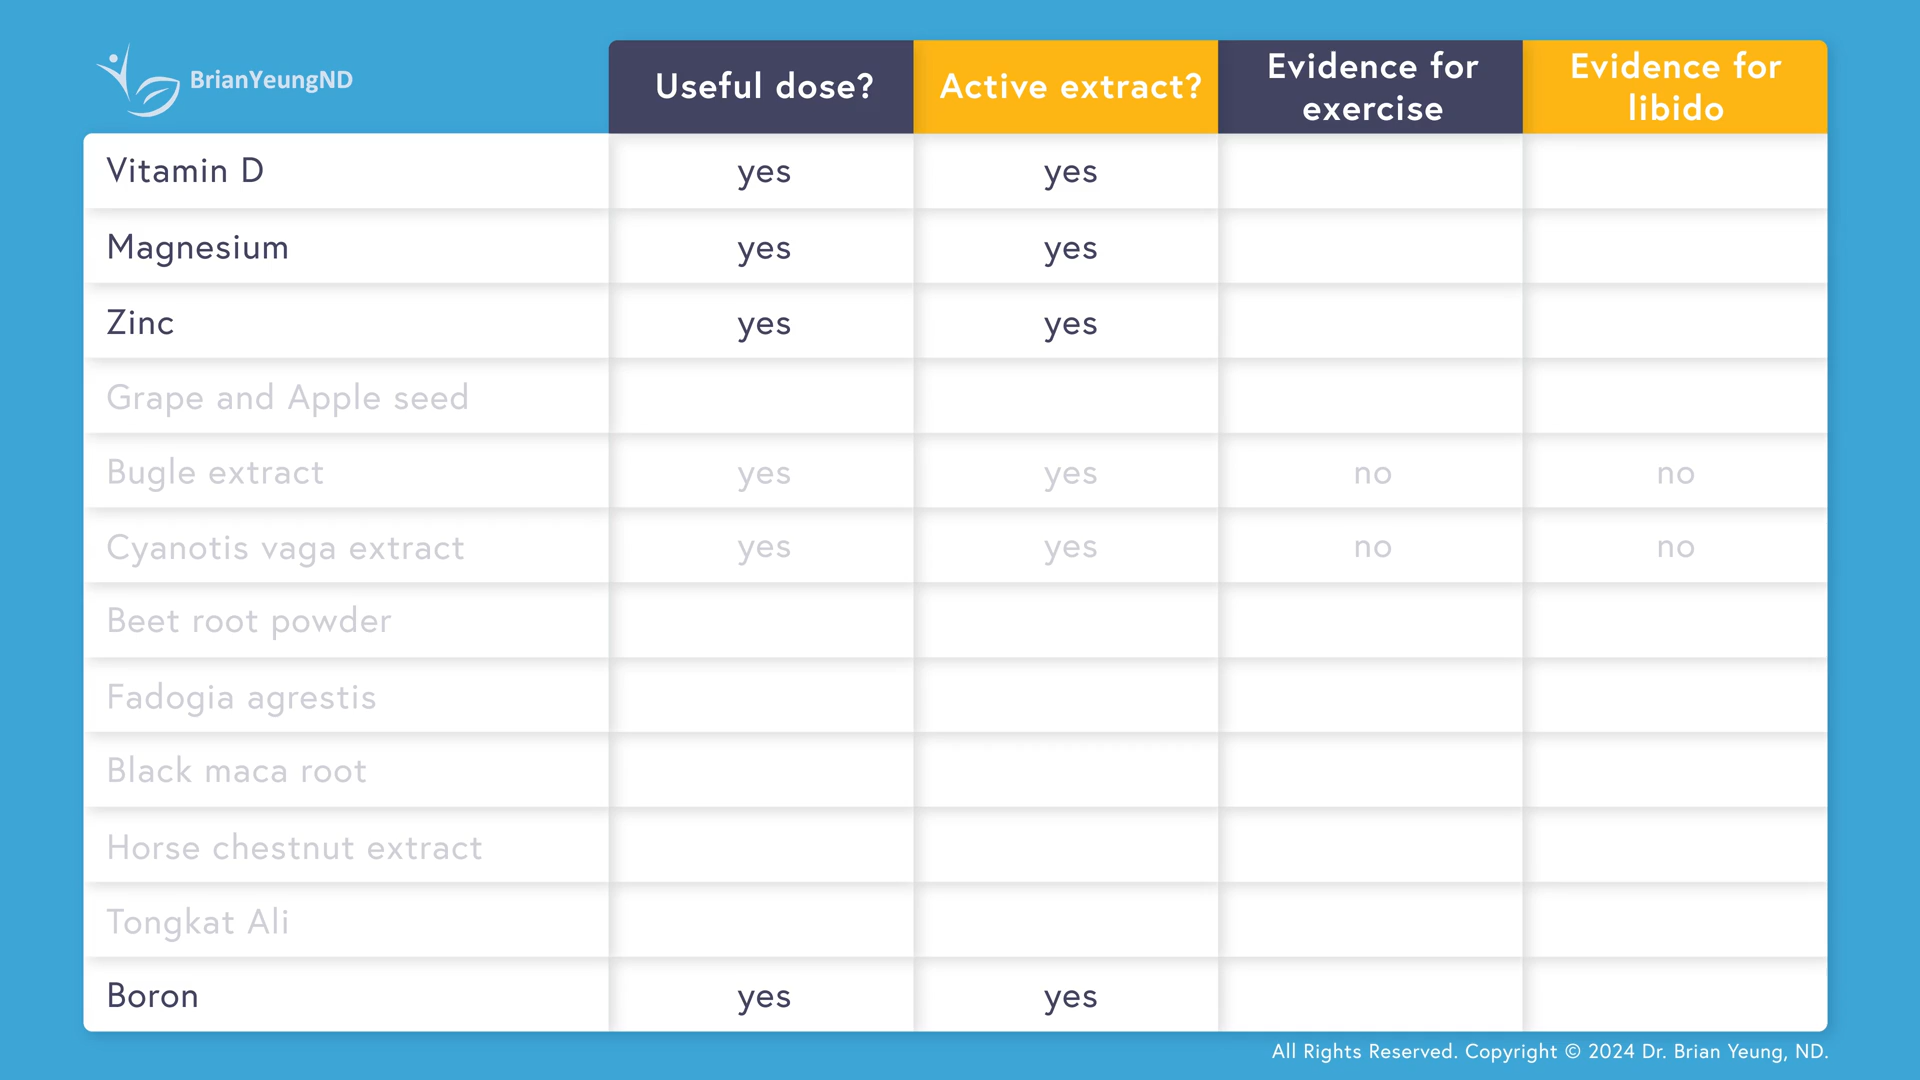 BrianYeungND
Useful dose? Active extract? Evidence for exercise Evidence for libido
Vitamin D yes yes
Magnesium yes yes
Zinc yes yes
Grape and Apple seed
Bugle extract yes yes no no
Cyanotis vaga extract yes yes no no
Beet root powder
Fadogia agrestis
Black maca root
Horse chestnut extract
Tongkat Ali
Boron yes yes
All Rights Reserved. Copyright © 2024 Dr. Brian Yeung, ND.